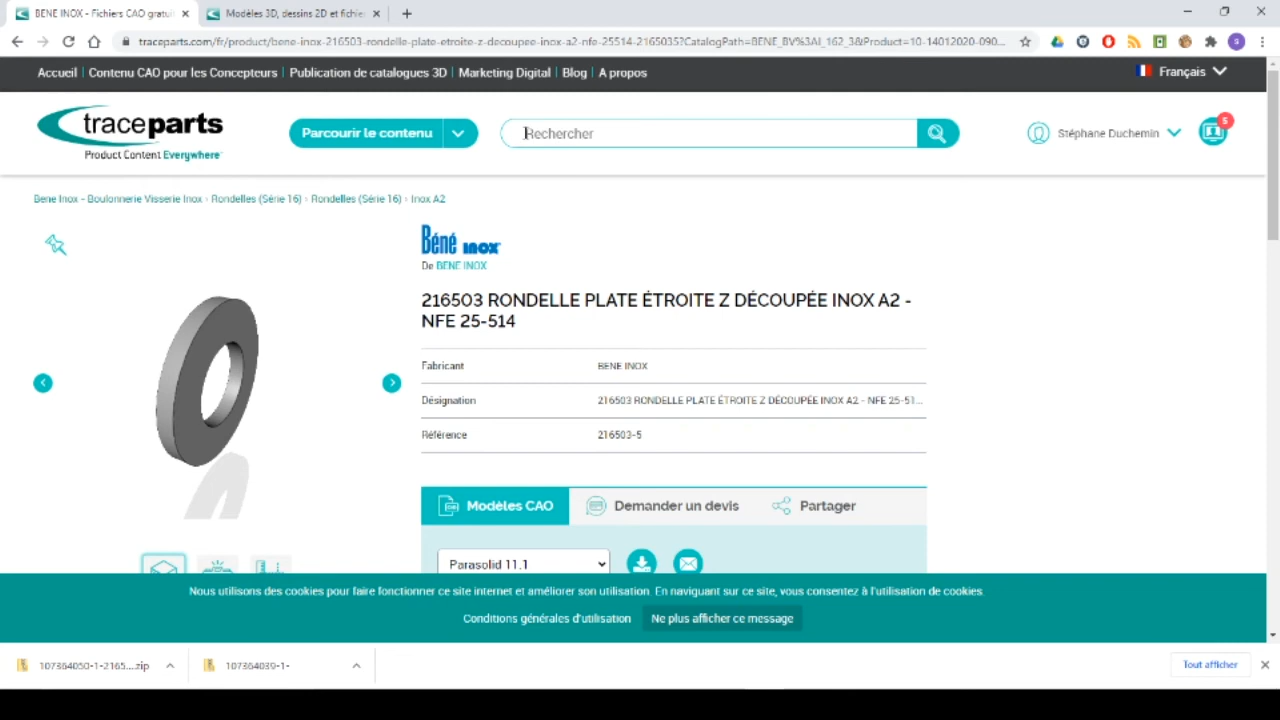 BENE INOX - Fichiers CAO gratui
Modèles 3D, dessins 2D et fichie
traceparts.com/fr/product/bene-inox-216503-rondelle-plate-etroite-z-decoupee-inox-a2-nfe-25514-2165035?CatalogPath=BENE_BV%3AI_162_3&Product=10-14012020-090...
Accueil | Contenu CAO pour les Concepteurs | Publication de catalogues 3D | Marketing Digital | Blog | A propos
Français
traceparts
Product Content Everywhere
Parcourir le contenu
Rechercher
Stéphane Duchemin
5
Bene Inox - Boulonnerie Visserie Inox › Rondelles (Série 16) › Rondelles (Série 16) › Inox A2
Béné inox
De BENE INOX
216503 RONDELLE PLATE ÉTROITE Z DÉCOUPÉE INOX A2 -
NFE 25-514
Fabricant BENE INOX
Désignation 216503 RONDELLE PLATE ÉTROITE Z DÉCOUPÉE INOX A2 - NFE 25-51...
Référence 216503-5
Modèles CAO
Demander un devis
Partager
Parasolid 11.1
Nous utilisons des cookies pour faire fonctionner ce site internet et améliorer son utilisation. En naviguant sur ce site, vous consentez à l'utilisation de cookies.
Conditions générales d'utilisation Ne plus afficher ce message
107364050-1-2165....zip
107364039-1-
Tout afficher